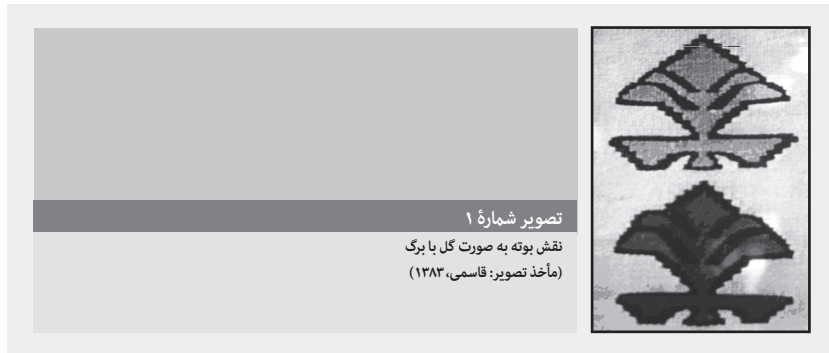 تصویر شمارهٔ ۱
نقش بوته به صورت گل با برگ
(مأخذ تصویر: قاسمی، ۱۳۸۳)